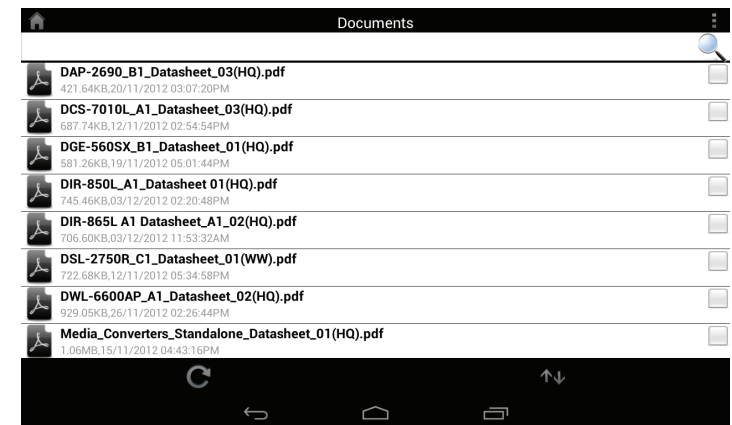 Documents
DAP-2690_B1_Datasheet_03(HQ).pdf
421.64KB,20/11/2012 03:07:20PM
DCS-7010L_A1_Datasheet_03(HQ).pdf
687.74KB,12/11/2012 02:54:54PM
DGE-560SX_B1_Datasheet_01(HQ).pdf
581.26KB,19/11/2012 05:01:44PM
DIR-850L_A1_Datasheet 01(HQ).pdf
745.46KB,03/12/2012 02:20:48PM
DIR-865L A1 Datasheet_A1_02(HQ).pdf
706.60KB,03/12/2012 11:53:32AM
DSL-2750R_C1_Datasheet_01(WW).pdf
722.68KB,12/11/2012 05:34:58PM
DWL-6600AP_A1_Datasheet_02(HQ).pdf
929.05KB,26/11/2012 02:26:44PM
Media_Converters_Standalone_Datasheet_01(HQ).pdf
1.06MB,15/11/2012 04:43:16PM